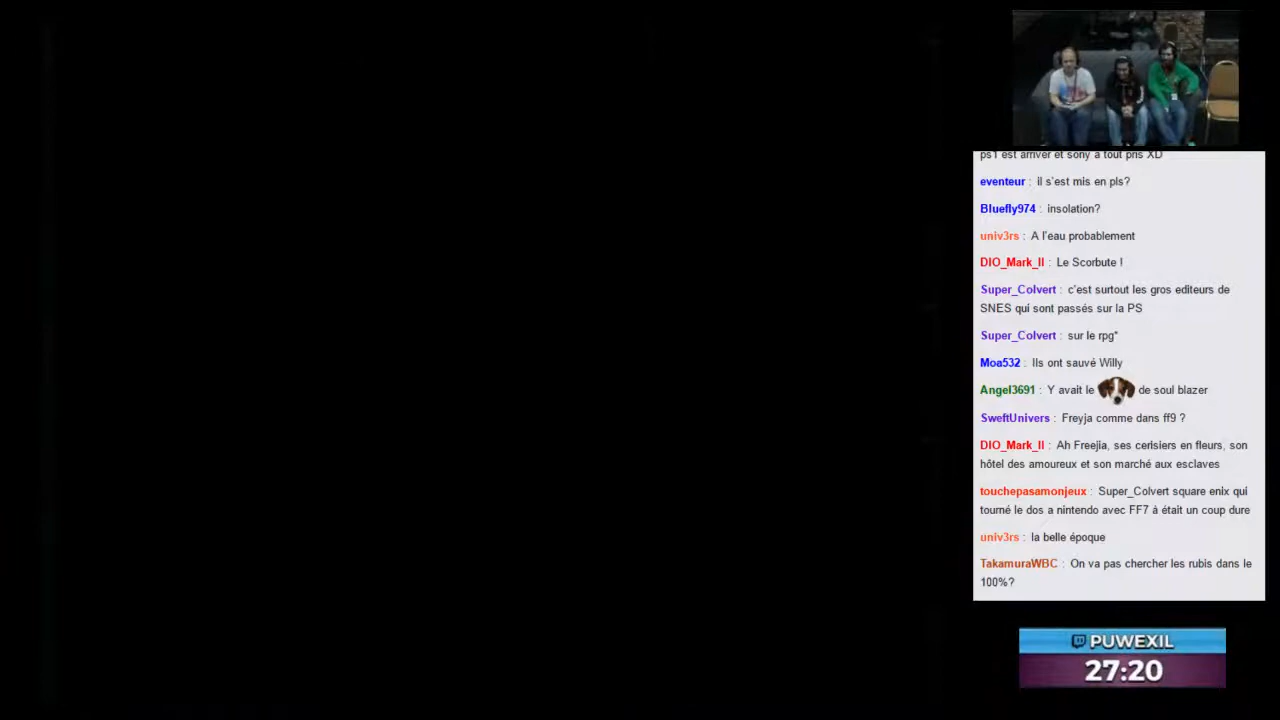 ps1 est arriver et sony a tout pris XD
eventeur : il s'est mis en pls?
Bluefly974 : insolation?
univ3rs : A l'eau probablement
DIO_Mark_II : Le Scorbute !
Super_Colvert : c'est surtout les gros editeurs de
SNES qui sont passés sur la PS
Super_Colvert : sur le rpg*
Moa532 : Ils ont sauvé Willy
Angel3691 : Y avait le de soul blazer
SweftUnivers : Freyja comme dans ff9 ?
DIO_Mark_II : Ah Freejia, ses cerisiers en fleurs, son
hôtel des amoureux et son marché aux esclaves
touchepasamonjeux : Super_Colvert square enix qui
tourné le dos a nintendo avec FF7 à était un coup dure
univ3rs : la belle époque
TakamuraWBC : On va pas chercher les rubis dans le
100%?
PUWEXIL
27:20